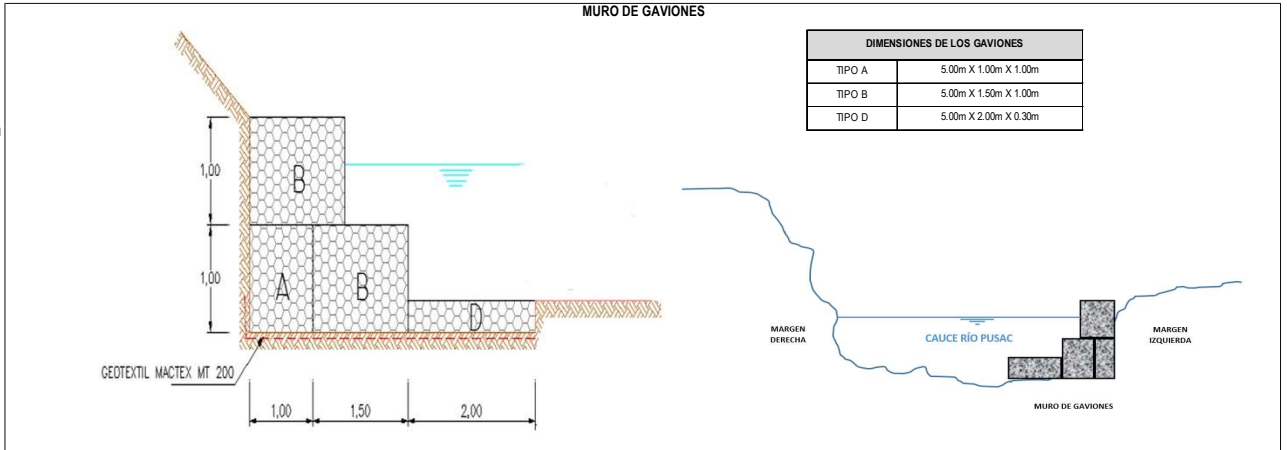 MURO DE GAVIONES
DIMENSIONES DE LOS GAVIONES
TIPO A 5.00m X 1.00m X 1.00m
TIPO B 5.00m X 1.50m X 1.00m
TIPO D 5.00m X 2.00m X 0.30m
1,00
B
1,00
A
B
D
GEOTEXTIL MACTEX MT 200
1,00
1,50
2,00
MARGEN
DERECHA
CAUCE RÍO PUSAC
MARGEN
IZQUIERDA
MURO DE GAVIONES